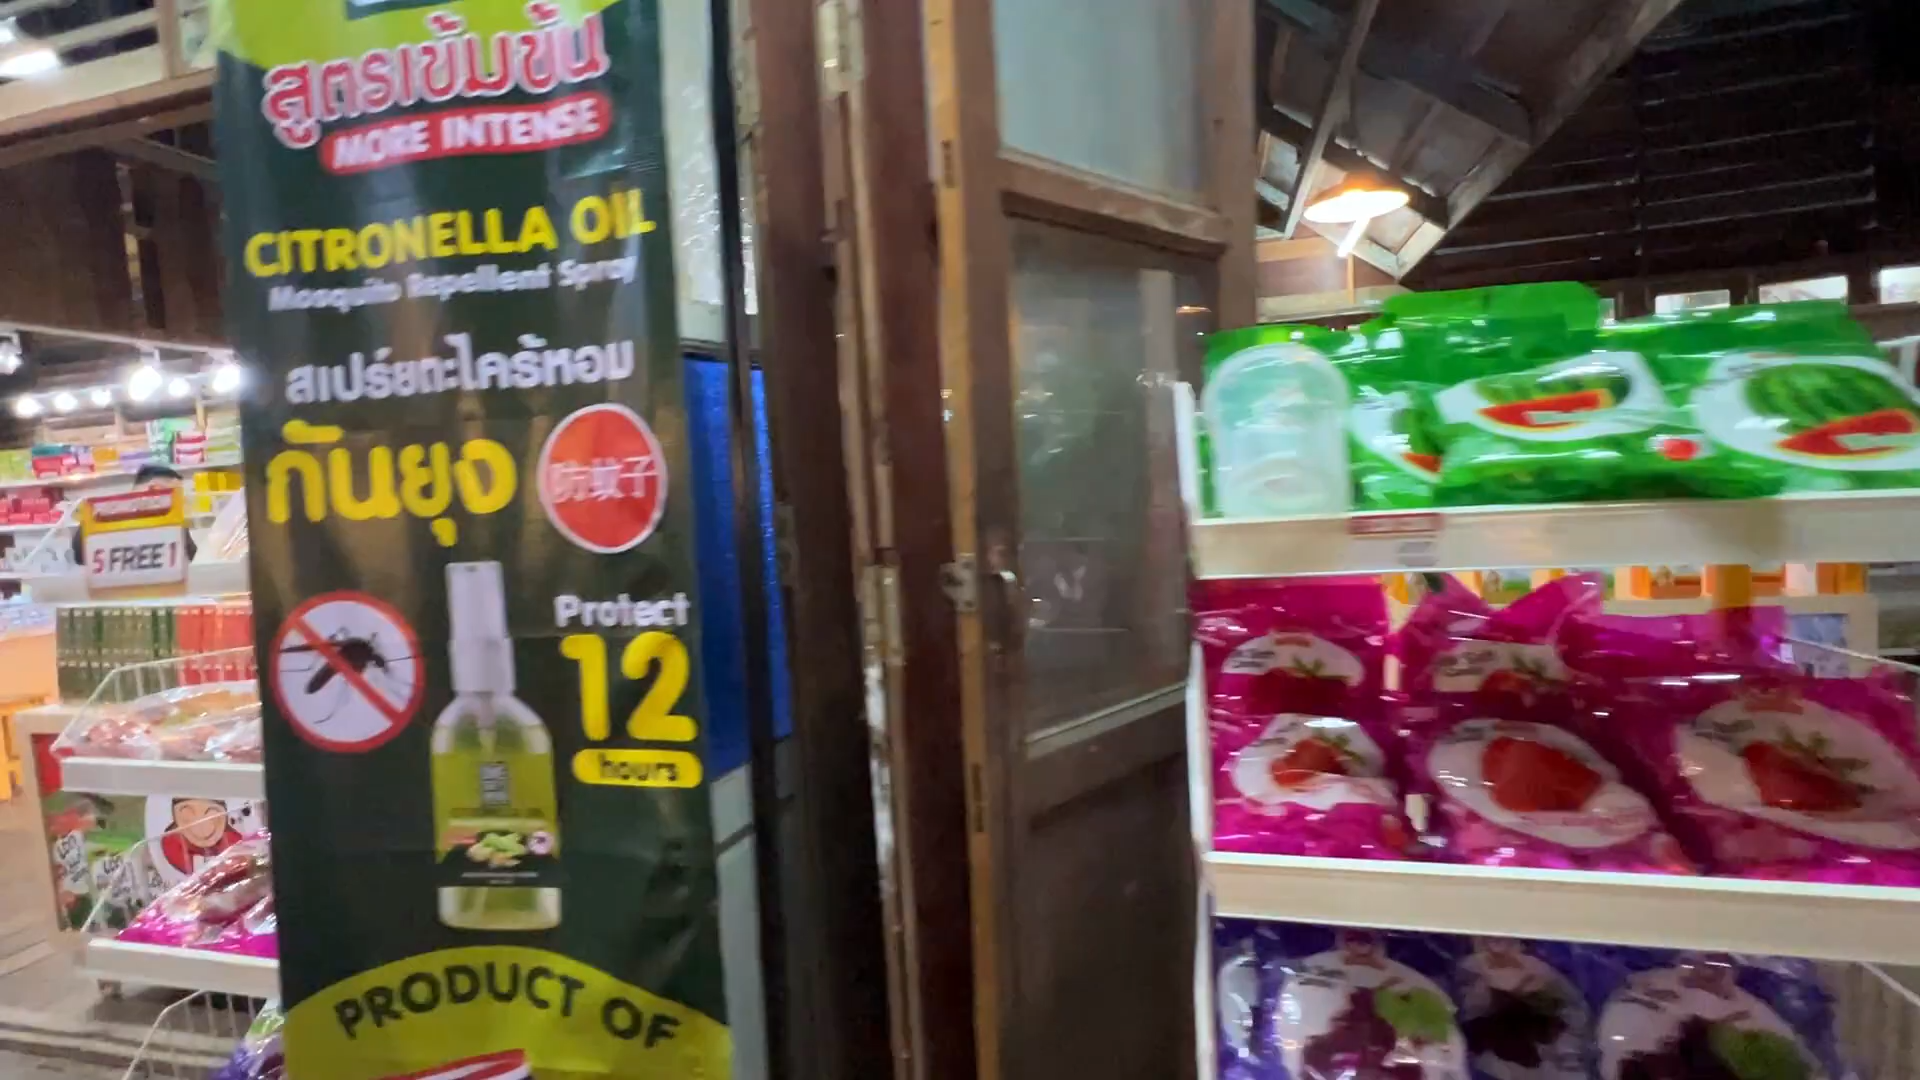 สูตรเข้มข้น
MORE INTENSE
CITRONELLA OIL
Mosquito Repellent Spray
สเปร์ยตะไคร้หอม
กันยุง
防蚊子
Protect
12
hours
PRODUCT OF
5 FREE 1